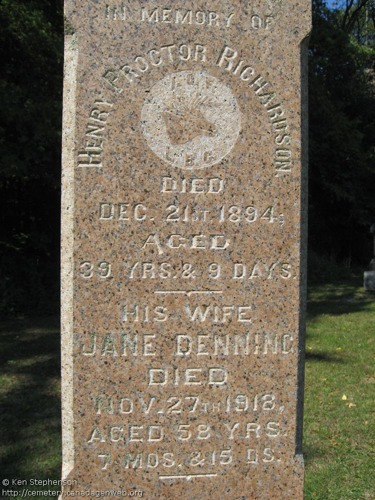 IN MEMORY OF
HENRY PROCTOR RICHARDSON
DIED
DEC. 21ST 1894;
AGED
39 YRS. & 9 DAYS
HIS WIFE
JANE DENNING
DIED
NOV. 27TH 1918,
AGED 58 YRS.
7 MOS. & 15 DS.
© Ken Stephenson
http://cemetery.canadagenweb.org